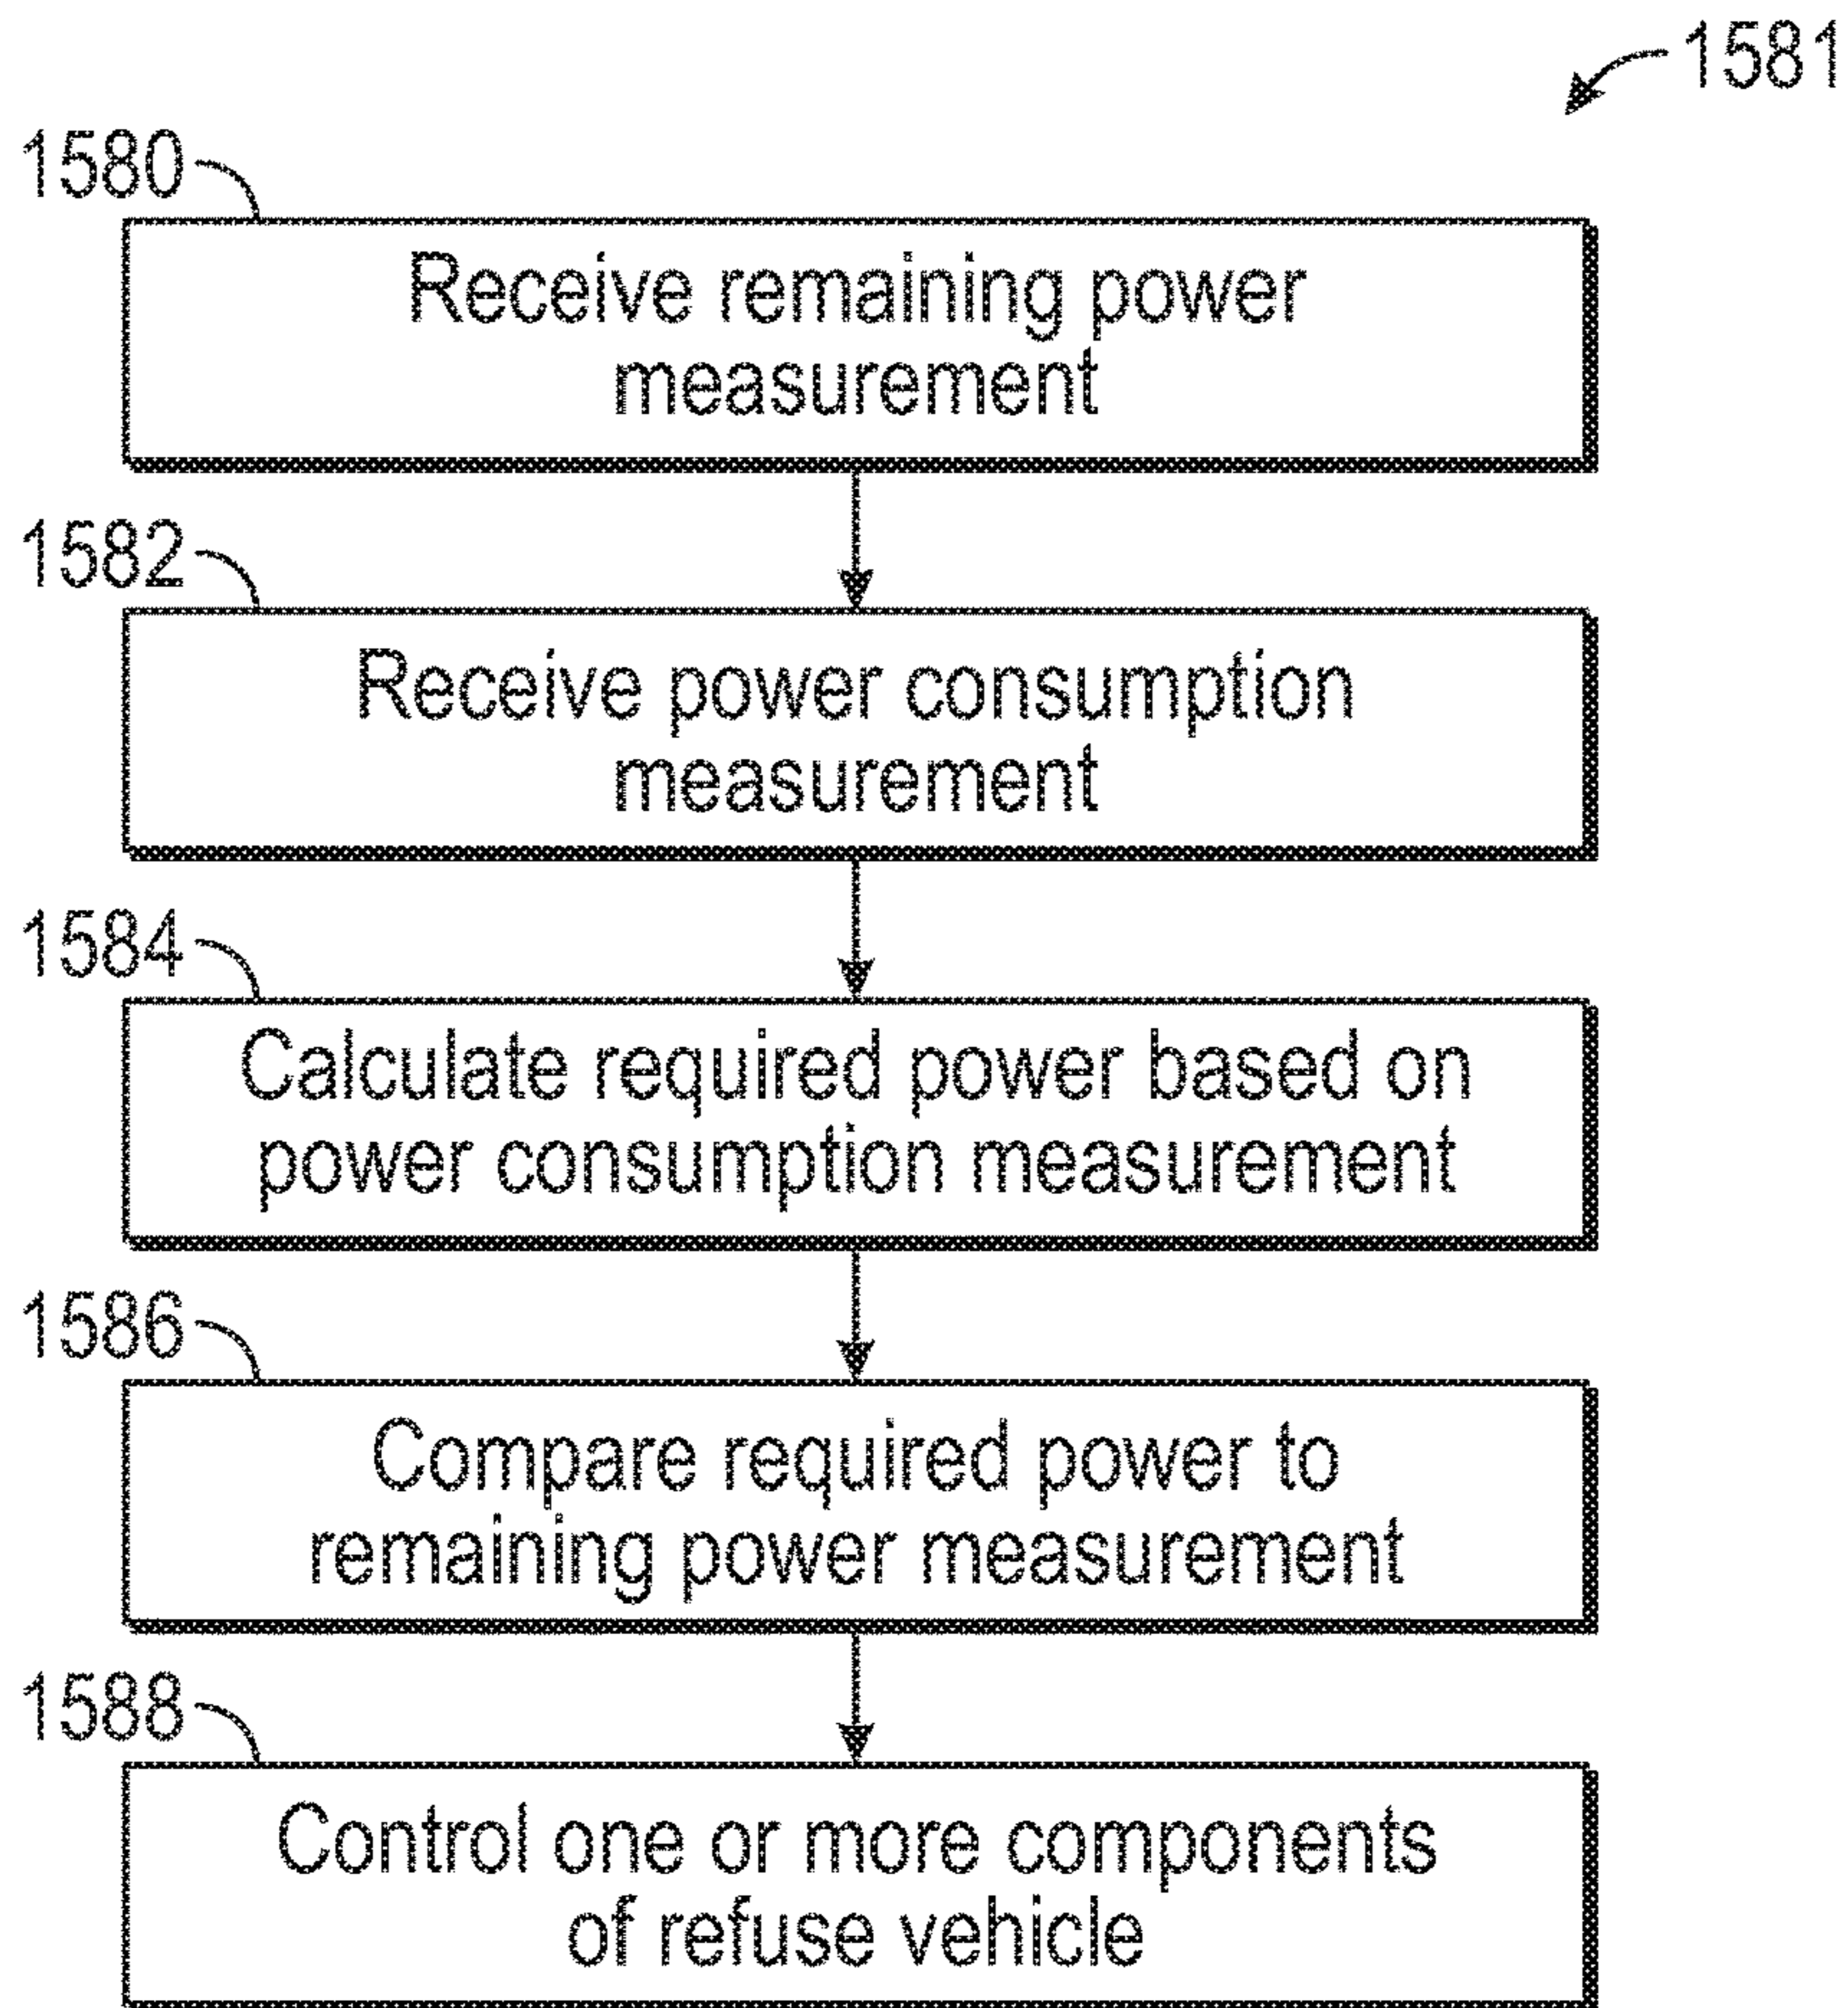 1581
1580
Receive remaining power
measurement
1582
Receive power consumption
measurement
1584
Calculate required power based on
power consumption measurement
1586
Compare required power to
remaining power measurement
1588
Control one or more components
of refuse vehicle